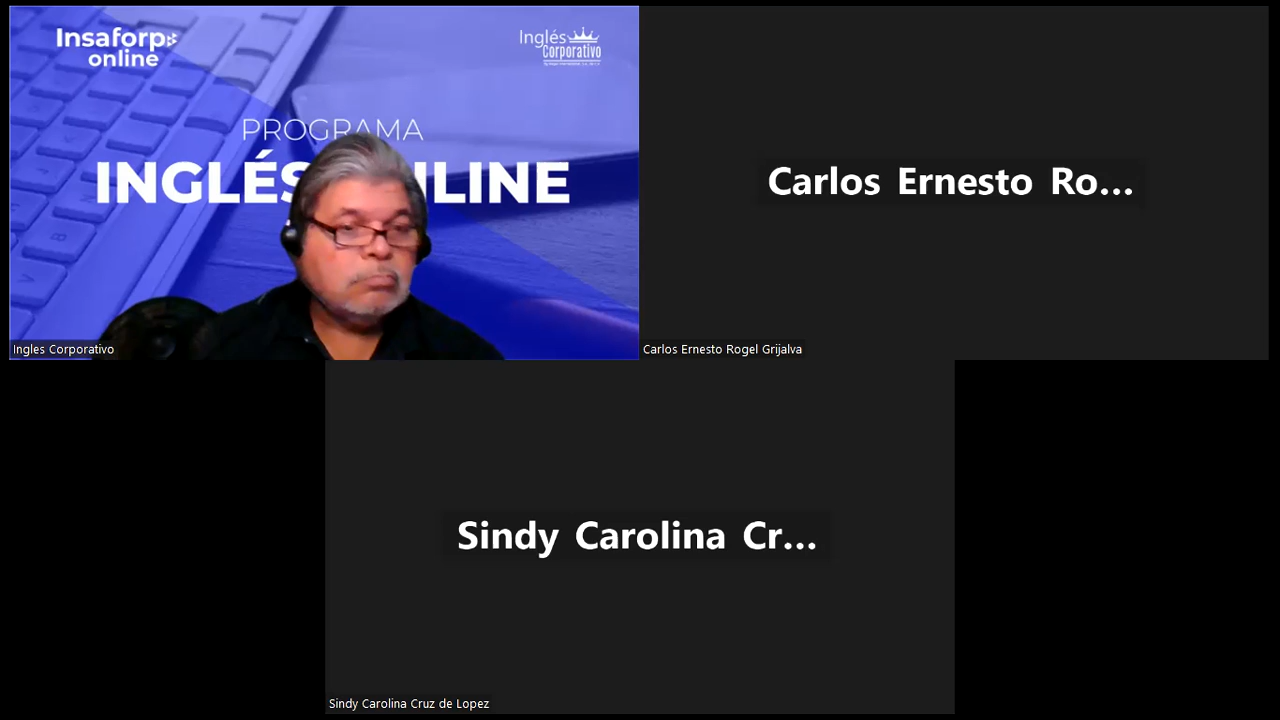 Insaforp
online
Inglés
Corporativo
PROGRAMA
INGLÉS NLINE
Ingles Corporativo
Carlos Ernesto Ro...
Carlos Ernesto Rogel Grijalva
Sindy Carolina Cr...
Sindy Carolina Cruz de Lopez